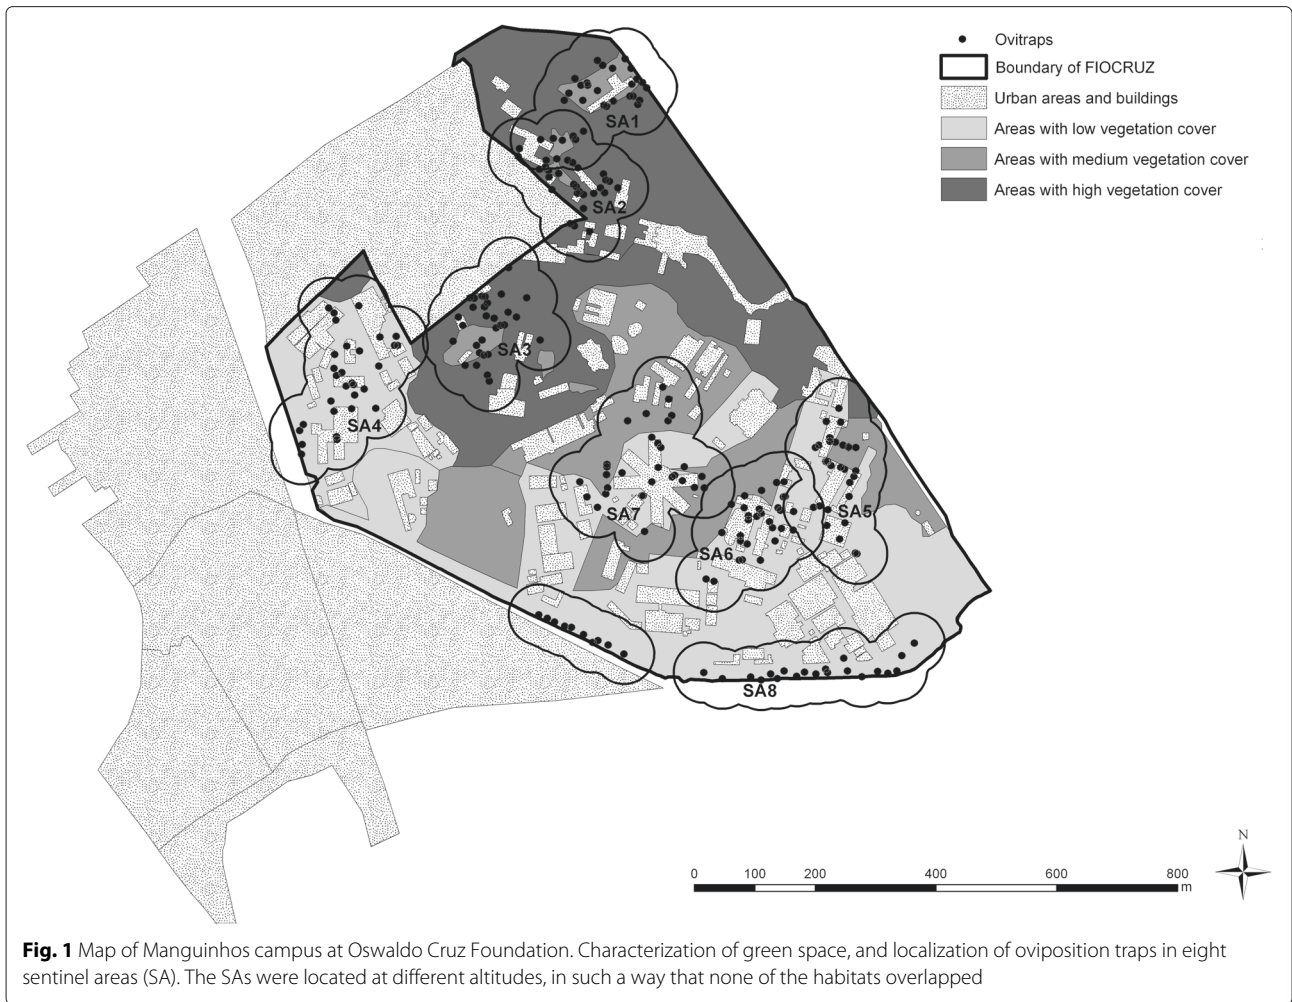 Ovitraps
Boundary of FIOCRUZ
Urban areas and buildings
Areas with low vegetation cover
Areas with medium vegetation cover
Areas with high vegetation cover
SA1
SA2
SA3
SA4
SA5
SA7
SA6
SA8
N
0 100 200 400 600 800
m
Fig. 1 Map of Manguinhos campus at Oswaldo Cruz Foundation. Characterization of green space, and localization of oviposition traps in eight
sentinel areas (SA). The SAs were located at different altitudes, in such a way that none of the habitats overlapped